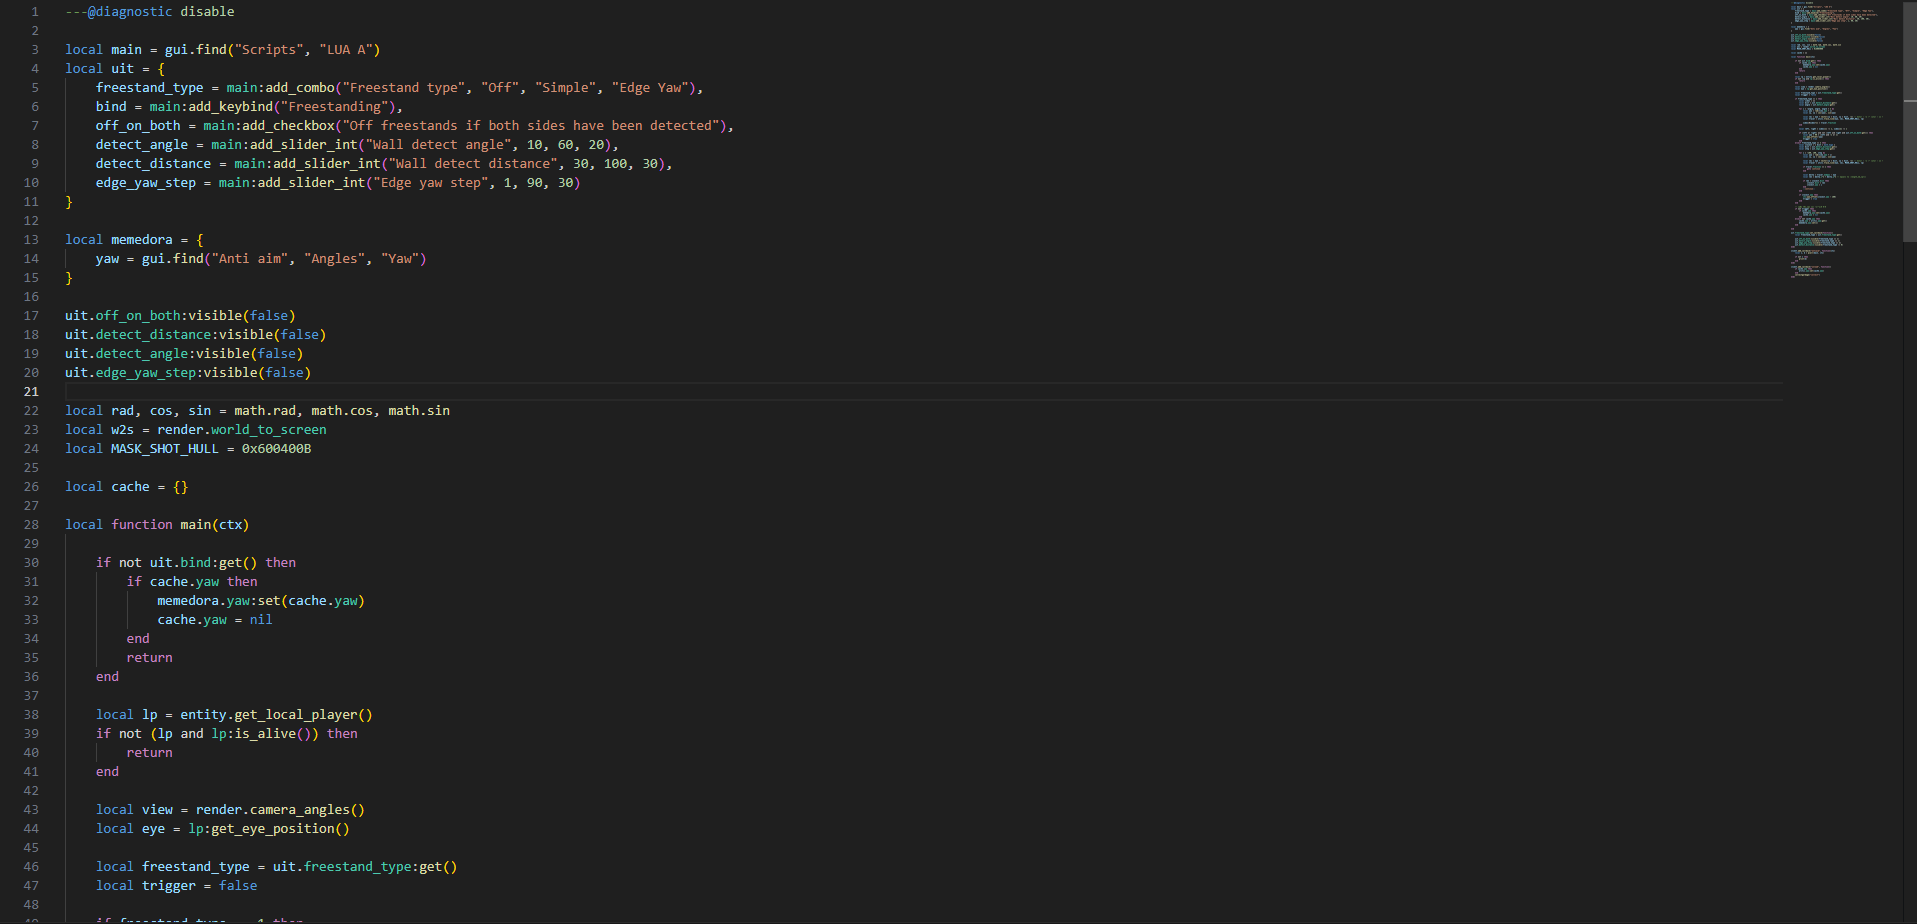 1 ---@diagnostic disable
2
3 local main = gui.find("Scripts", "LUA A")
4 local uit = {
5     freestand_type = main:add_combo("Freestand type", "Off", "Simple", "Edge Yaw"),
6     bind = main:add_keybind("Freestanding"),
7     off_on_both = main:add_checkbox("Off freestands if both sides have been detected"),
8     detect_angle = main:add_slider_int("Wall detect angle", 10, 60, 20),
9     detect_distance = main:add_slider_int("Wall detect distance", 30, 100, 30),
10     edge_yaw_step = main:add_slider_int("Edge yaw step", 1, 90, 30)
11 }
12
13 local memedora = {
14     yaw = gui.find("Anti aim", "Angles", "Yaw")
15 }
16
17 uit.off_on_both:visible(false)
18 uit.detect_distance:visible(false)
19 uit.detect_angle:visible(false)
20 uit.edge_yaw_step:visible(false)
21
22 local rad, cos, sin = math.rad, math.cos, math.sin
23 local w2s = render.world_to_screen
24 local MASK_SHOT_HULL = 0x600400B
25
26 local cache = {}
27
28 local function main(ctx)
29
30     if not uit.bind:get() then
31         if cache.yaw then
32             memedora.yaw:set(cache.yaw)
33             cache.yaw = nil
34         end
35         return
36     end
37
38     local lp = entity.get_local_player()
39     if not (lp and lp:is_alive()) then
40         return
41     end
42
43     local view = render.camera_angles()
44     local eye = lp:get_eye_position()
45
46     local freestand_type = uit.freestand_type:get()
47     local trigger = false
48